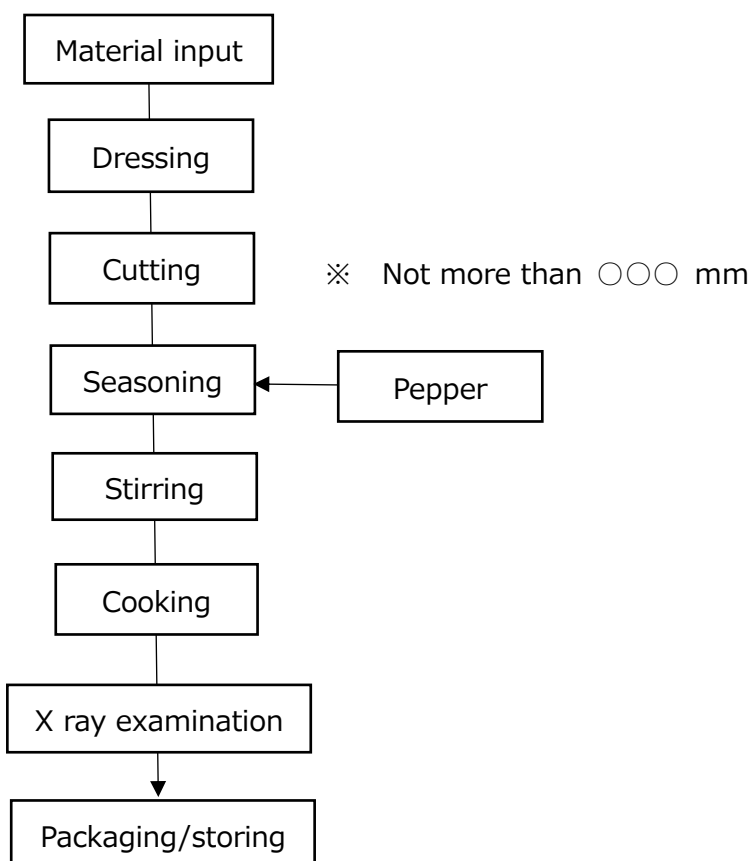 Material input
Dressing
Cutting
※ Not more than ○○○ mm
Seasoning
Pepper
Stirring
Cooking
X ray examination
Packaging/storing